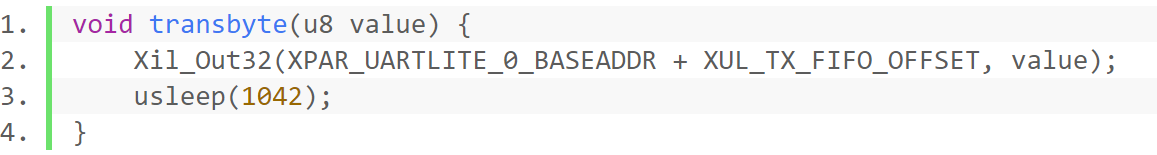 1. void transbyte(u8 value) {
2.     Xil_Out32(XPAR_UARTLITE_0_BASEADDR + XUL_TX_FIFO_OFFSET, value);
3.     usleep(1042);
4. }